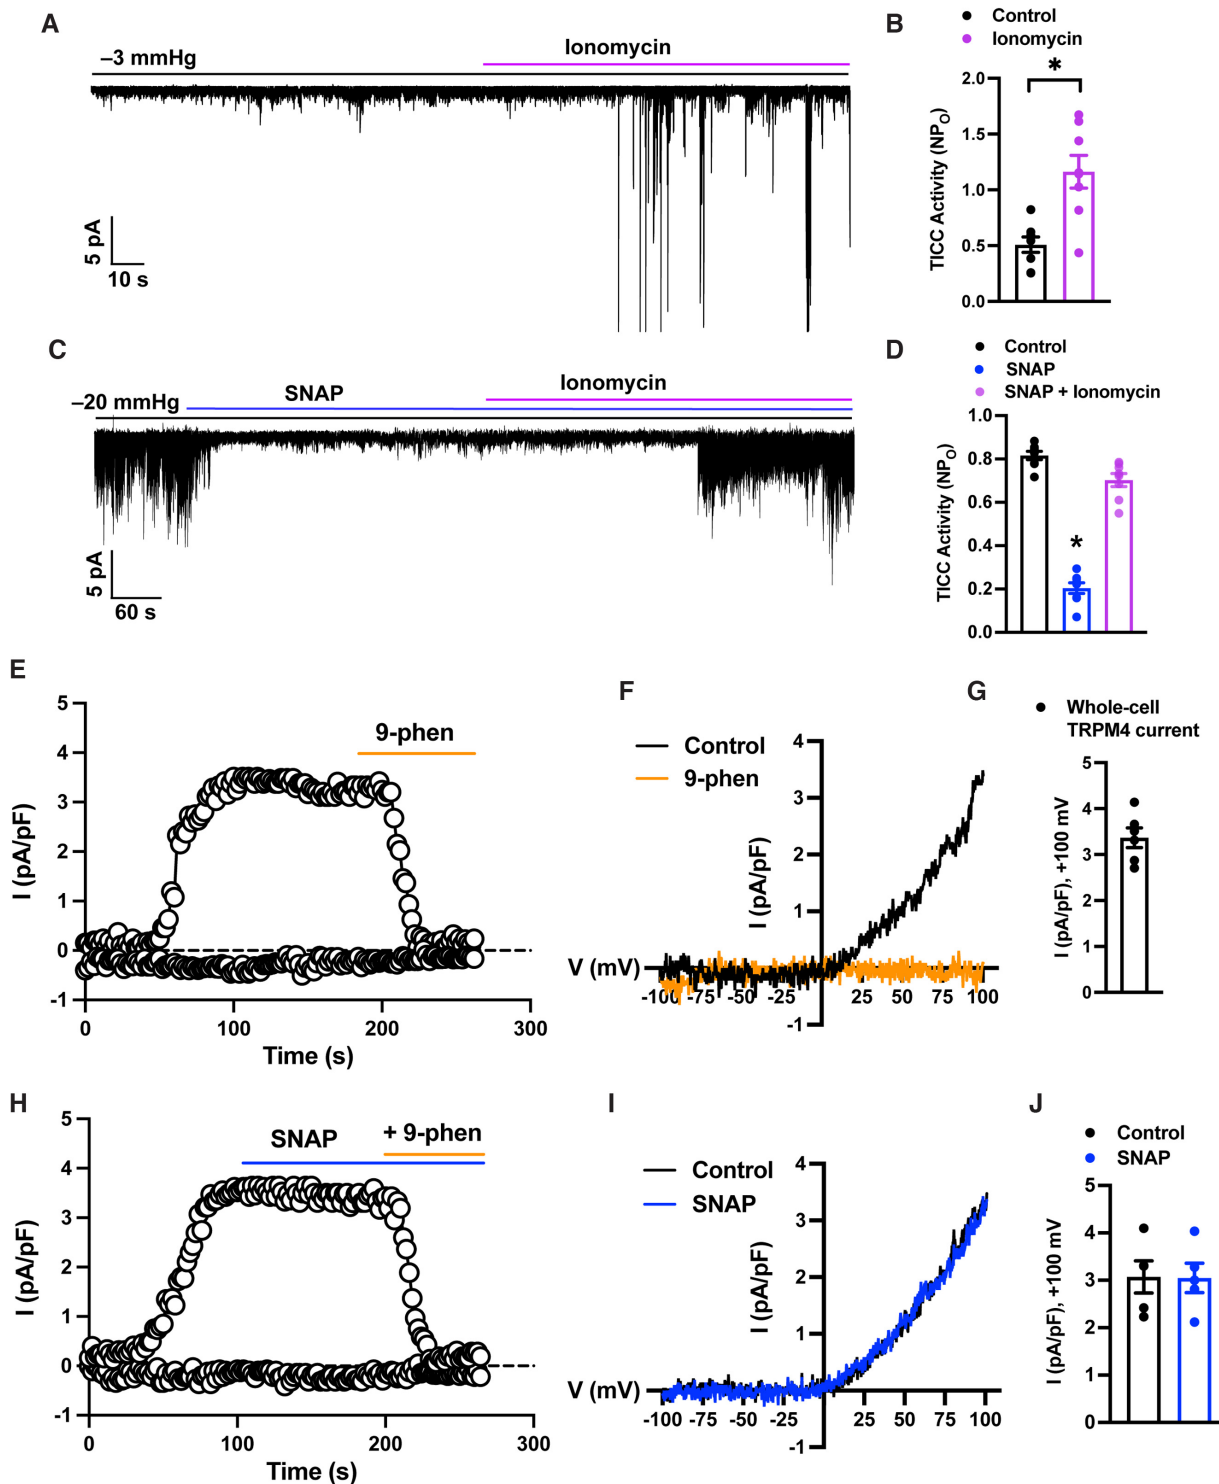 A
–3 mmHg
Ionomycin
5 pA
10 s
B
Control
Ionomycin
*
TICC Activity (NPO)
2.0
1.5
1.0
0.5
0.0
C
–20 mmHg
SNAP
Ionomycin
5 pA
60 s
D
Control
SNAP
SNAP + Ionomycin
*
TICC Activity (NPO)
1.0
0.8
0.6
0.4
0.2
0.0
E
9-phen
I (pA/pF)
5
4
3
2
1
0
-1
0 100 200 300
Time (s)
F
Control
9-phen
I (pA/pF)
4
3
2
1
-1
V (mV)
-100 -75 -50 -25 25 50 75 100
G
Whole-cell
TRPM4 current
I (pA/pF), +100 mV
5
4
3
2
1
0
H
SNAP
+ 9-phen
I (pA/pF)
5
4
3
2
1
0
-1
0 100 200 300
Time (s)
I
Control
SNAP
I (pA/pF)
4
3
2
1
-1
V (mV)
-100 -75 -50 -25 25 50 75 100
J
Control
SNAP
I (pA/pF), +100 mV
5
4
3
2
1
0